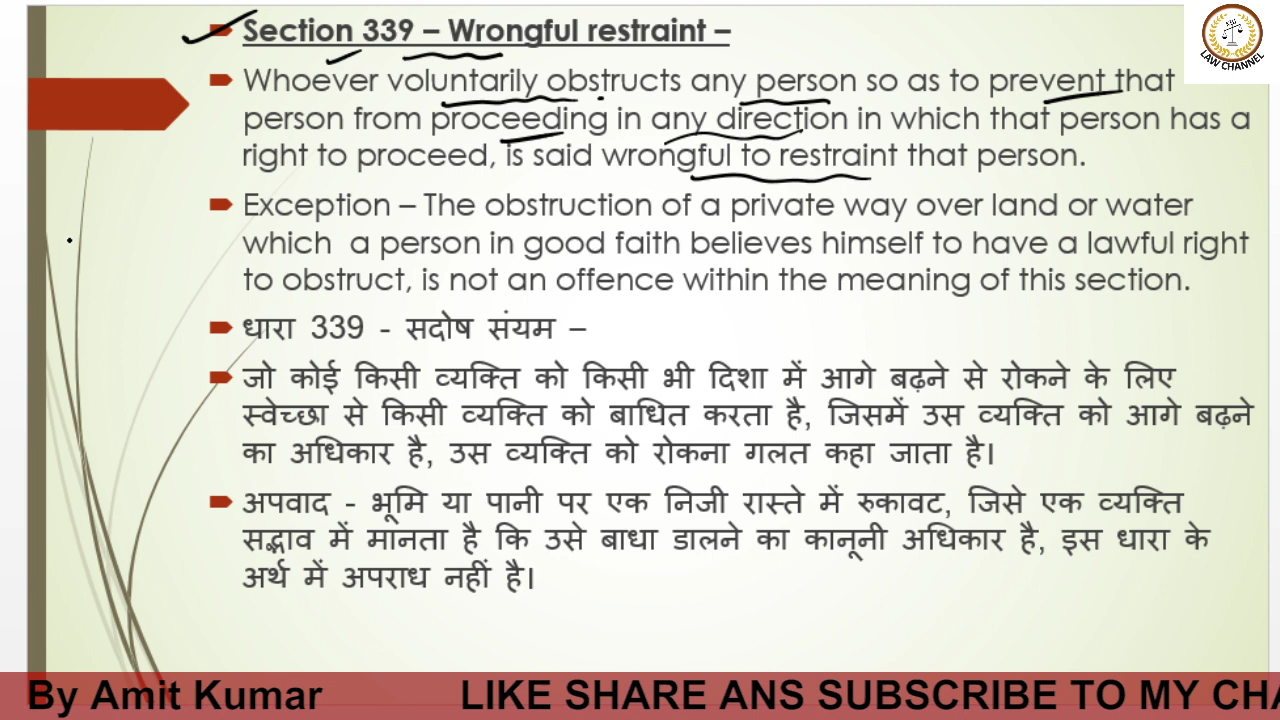 Section 339 – Wrongful restraint –
LAW CHANNEL
Whoever voluntarily obstructs any person so as to prevent that
person from proceeding in any direction in which that person has a
right to proceed, is said wrongful to restraint that person.
Exception – The obstruction of a private way over land or water
which a person in good faith believes himself to have a lawful right
to obstruct, is not an offence within the meaning of this section.
धारा 339 - सदोष संयम –
जो कोई किसी व्यक्ति को किसी भी दिशा में आगे बढ़ने से रोकने के लिए
स्वेच्छा से किसी व्यक्ति को बाधित करता है, जिसमें उस व्यक्ति को आगे बढ़ने
का अधिकार है, उस व्यक्ति को रोकना गलत कहा जाता है।
अपवाद - भूमि या पानी पर एक निजी रास्ते में रुकावट, जिसे एक व्यक्ति
सद्भाव में मानता है कि उसे बाधा डालने का कानूनी अधिकार है, इस धारा के
अर्थ में अपराध नहीं है।
By Amit Kumar LIKE SHARE ANS SUBSCRIBE TO MY CHA